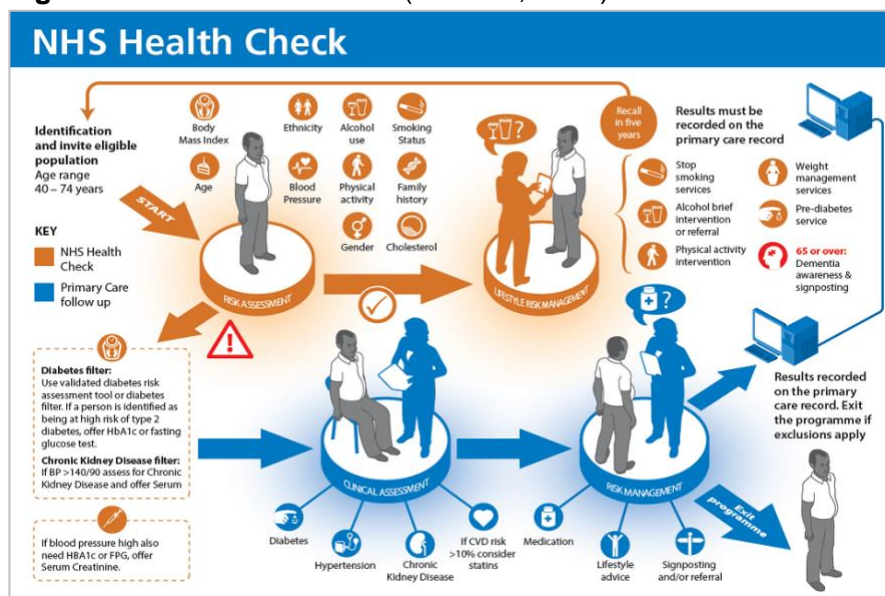 NHS Health Check
Identification
and invite eligible
population
Age range
40 – 74 years
START
KEY
NHS Health
Check
Primary Care
follow up
Body
Mass Index
Ethnicity
Alcohol
use
Smoking
Status
Age
Blood
Pressure
Physical
activity
Family
history
Gender
Cholesterol
RISK ASSESSMENT
LIFESTYLE RISK MANAGEMENT
?
Recall
in five
years
Results must be
recorded on the
primary care record
Stop
smoking
services
Alcohol brief
intervention
or referral
Physical activity
intervention
Weight
management
services
Pre-diabetes
service
65 or over:
Dementia
awareness &
signposting
!
Diabetes filter:
Use validated diabetes risk
assessment tool or diabetes
filter. If a person is identified as
being at high risk of type 2
diabetes, offer HbA1c or fasting
glucose test.
Chronic Kidney Disease filter:
If BP >140/90 assess for Chronic
Kidney Disease and offer Serum
If blood pressure high also
need HBA1c or FPG, offer
Serum Creatinine.
CLINICAL ASSESSMENT
Diabetes
Hypertension
Chronic
Kidney Disease
If CVD risk
>10% consider
statins
?
RISK MANAGEMENT
Medication
Lifestyle
advice
Signposting
and/or referral
Results recorded
on the primary
care record. Exit
the programme if
exclusions apply
Exit
programme